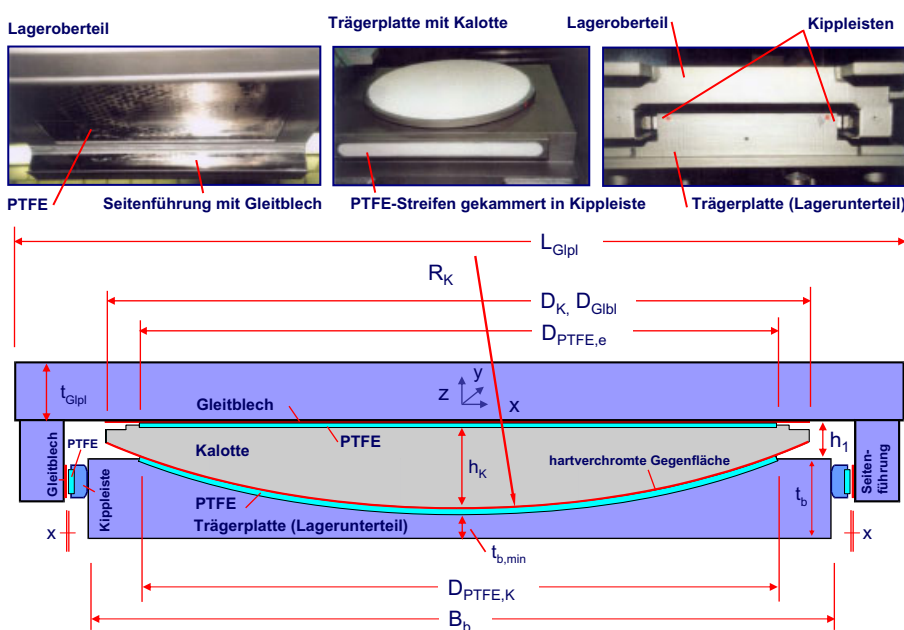 Lageroberteil
Trägerplatte mit Kalotte
Lageroberteil
Kippleisten
PTFE
Seitenführung mit Gleitblech
PTFE-Streifen gekammert in Kippleiste
Trägerplatte (Lagerunterteil)
L_Glpl
R_K
D_K, D_Glbl
D_PTFE,e
t_Glpl
z
y
x
Gleitblech
PTFE
PTFE
Kalotte
h_K
hartverchromte Gegenfläche
h_1
Gleitblech
Kippleiste
Seiten-
führung
PTFE
Trägerplatte (Lagerunterteil)
t_b
x
x
t_b,min
D_PTFE,K
B_b